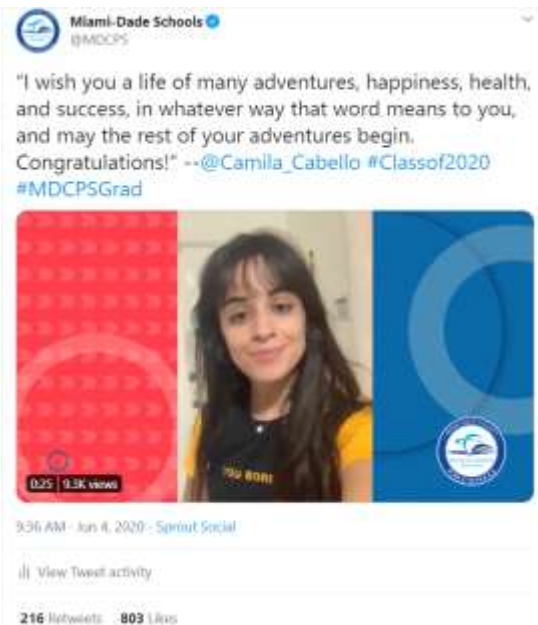 Miami-Dade Schools
@MDCPS
"I wish you a life of many adventures, happiness, health,
and success, in whatever way that word means to you,
and may the rest of your adventures begin.
Congratulations!" --@Camila_Cabello #Classof2020
#MDCPSGrad
YOU BORE
0:25 9.3K views
9:36 AM · Jun 4, 2020 · Sprout Social
View Tweet activity
216 Retweets 803 Likes